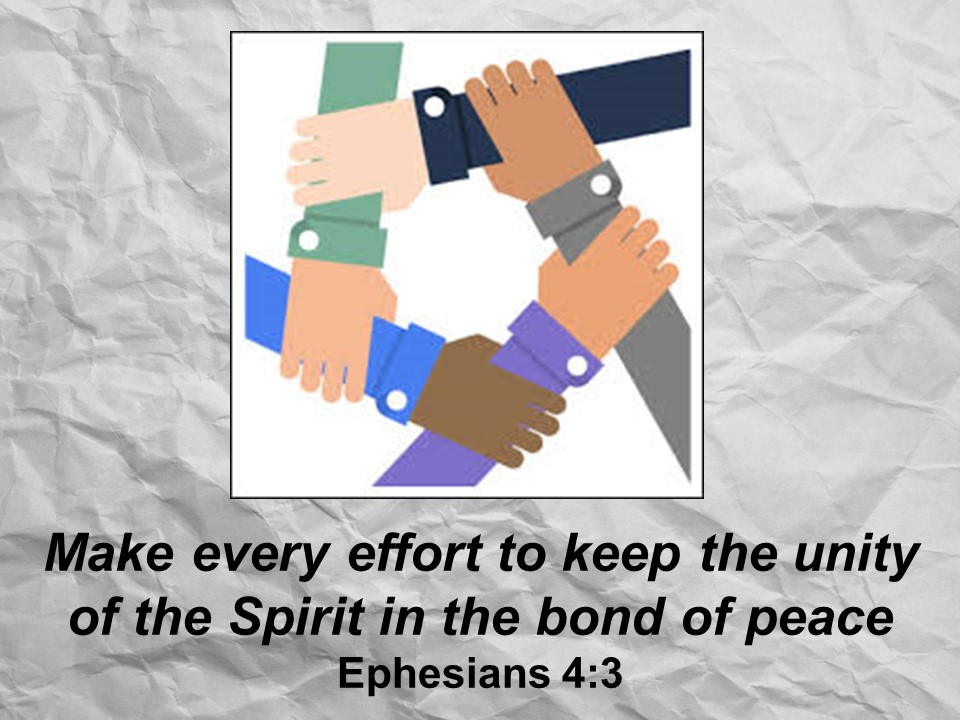 Make every effort to keep the unity
of the Spirit in the bond of peace
Ephesians 4:3